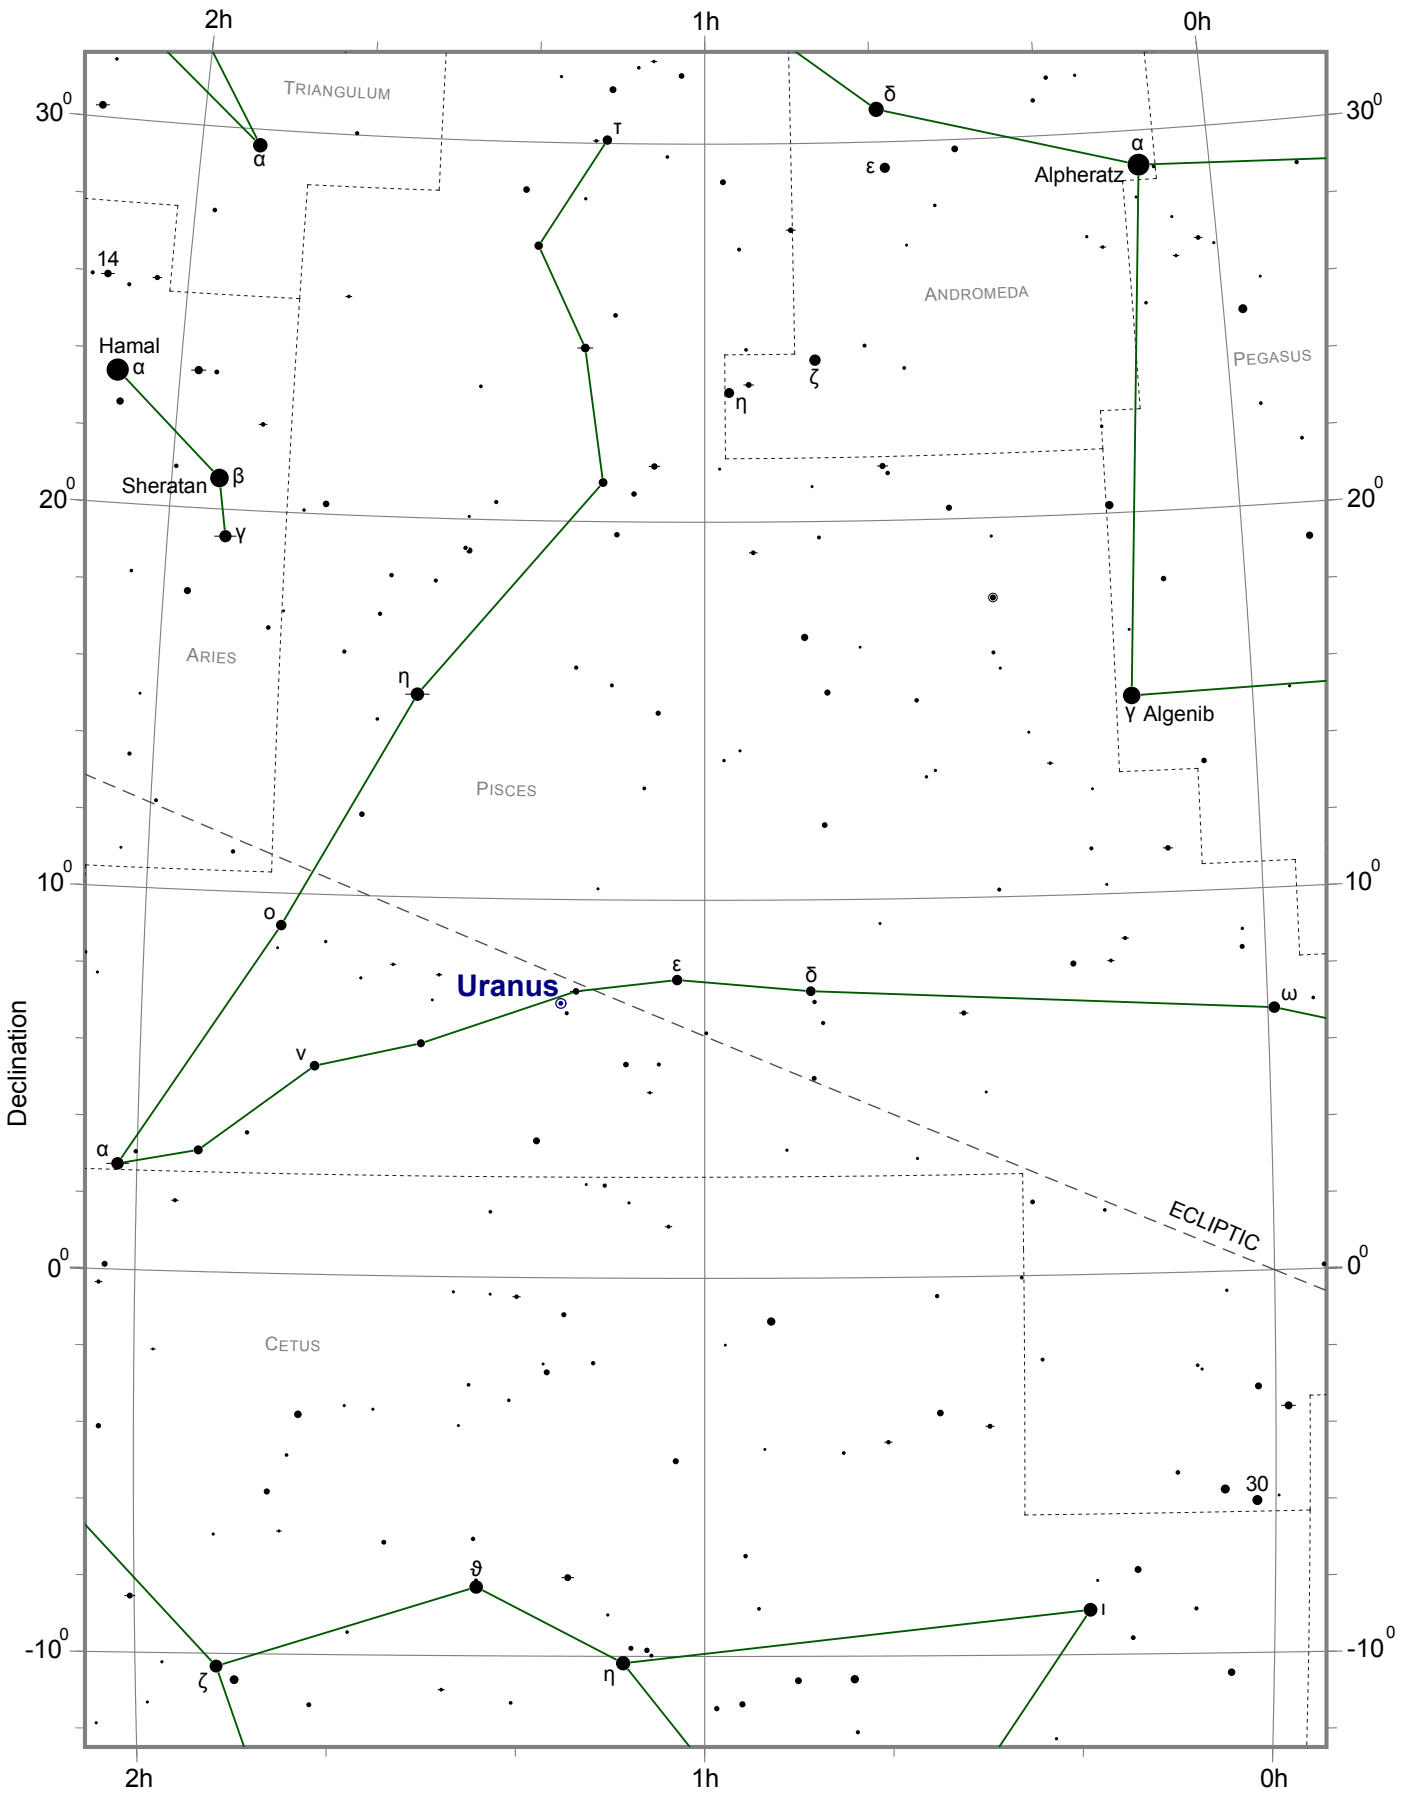 2h 1h 0h
TRIANGULUM
δ
30⁰ 30⁰
τ
α
α
ε
Alpheratz
14
ANDROMEDA
Hamal
α
PEGASUS
ζ
η
β
Sheratan
20⁰ 20⁰
γ
ARIES
η
γ Algenib
PISCES
10⁰ 10⁰
ο
ε
δ
Uranus
ω
ν
Declination
α
ECLIPTIC
0⁰ 0⁰
CETUS
30
ϑ
ι
-10⁰ -10⁰
ζ
η
2h 1h 0h